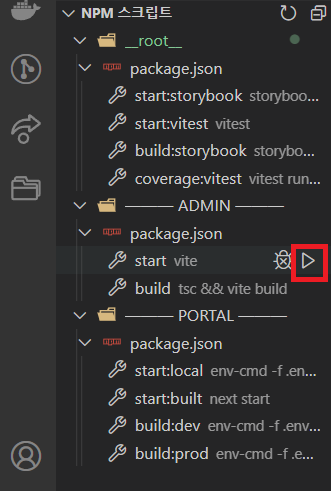 NPM 스크립트
__root__
package.json
start:storybook storyboo...
start:vitest vitest
build:storybook storybo...
coverage:vitest vitest run...
——— ADMIN ———
package.json
start vite
build tsc && vite build
——— PORTAL ———
package.json
start:local env-cmd -f .en...
start:built next start
build:dev env-cmd -f .env...
build:prod env-cmd -f .e...